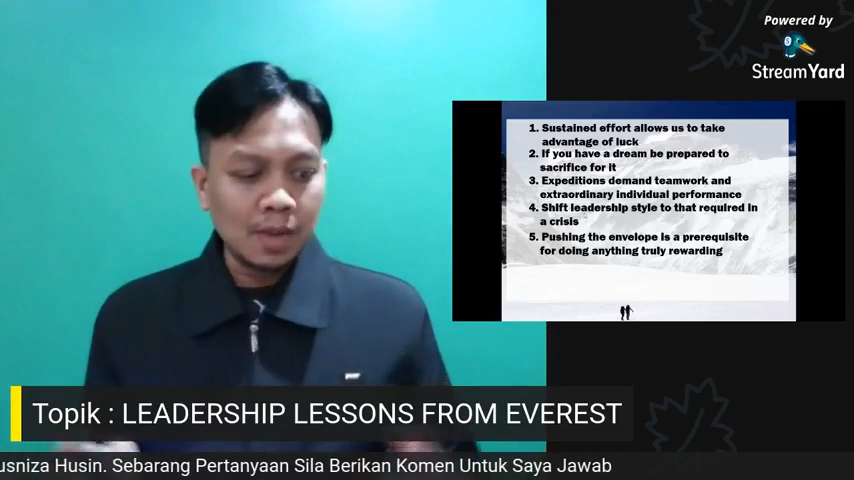 Powered by
StreamYard
1. Sustained effort allows us to take
advantage of luck
2. If you have a dream be prepared to
sacrifice for it
3. Expeditions demand teamwork and
extraordinary individual performance
4. Shift leadership style to that required in
a crisis
5. Pushing the envelope is a prerequisite
for doing anything truly rewarding
Topik : LEADERSHIP LESSONS FROM EVEREST
usniza Husin. Sebarang Pertanyaan Sila Berikan Komen Untuk Saya Jawab